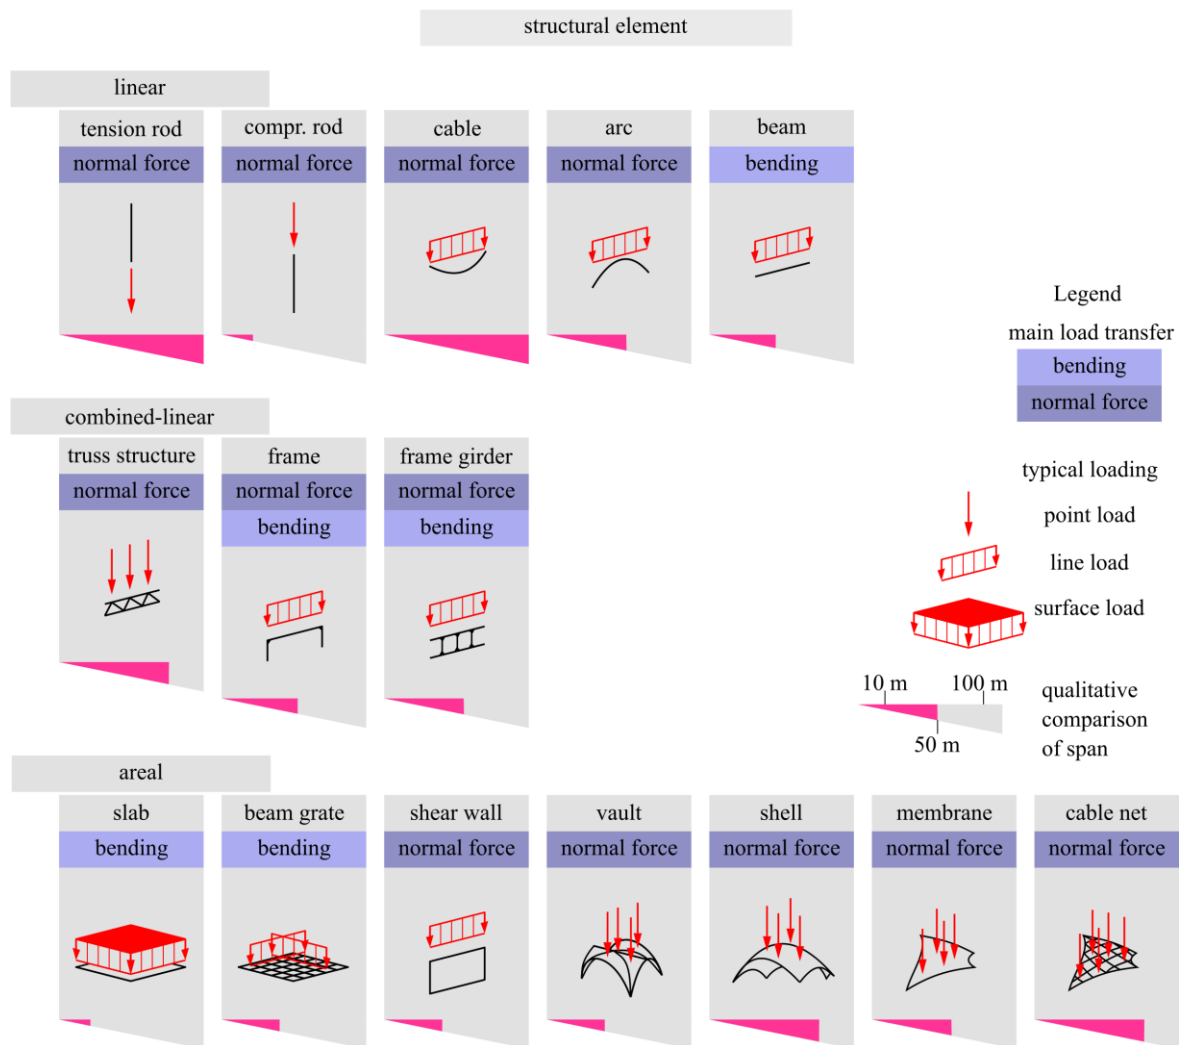 structural element
linear
tension rod
normal force
compr. rod
normal force
cable
normal force
arc
normal force
beam
bending
combined-linear
truss structure
normal force
frame
normal force
bending
frame girder
normal force
bending
areal
slab
bending
beam grate
bending
shear wall
normal force
vault
normal force
shell
normal force
membrane
normal force
cable net
normal force
Legend
main load transfer
bending
normal force
typical loading
point load
line load
surface load
10 m
100 m
50 m
qualitative
comparison
of span